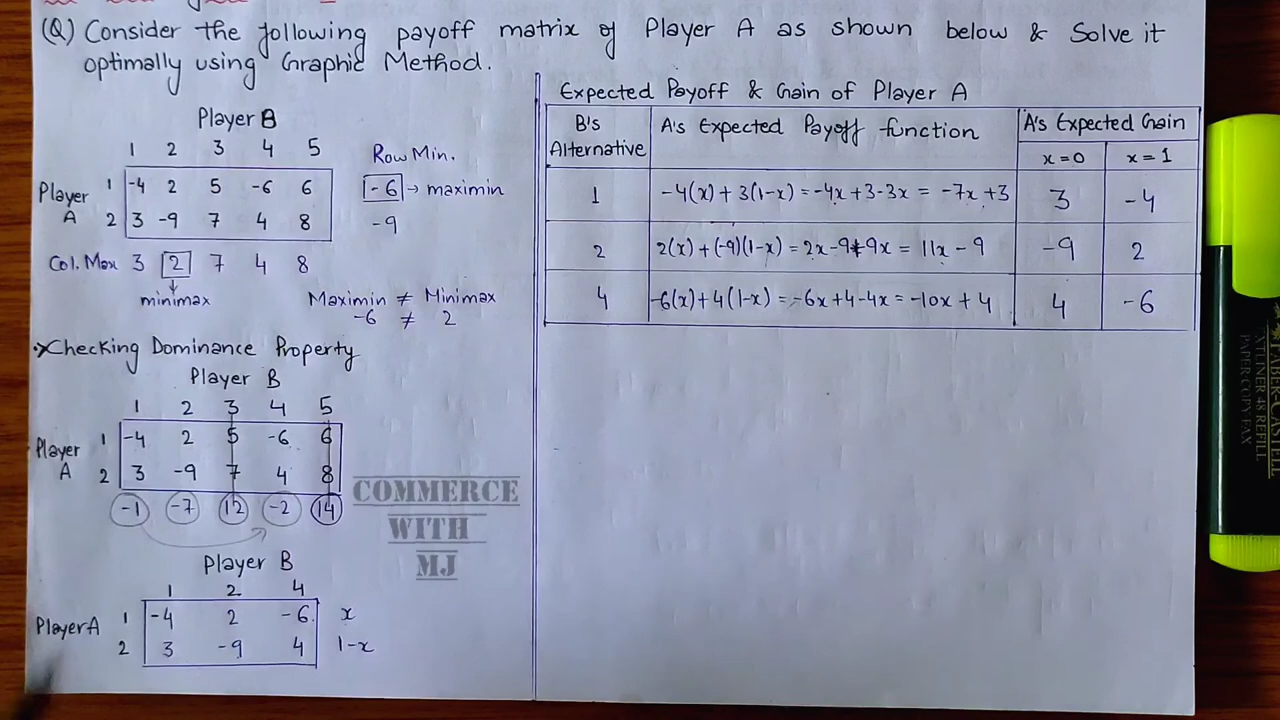 (Q) Consider the following payoff matrix of Player A as shown below & Solve it
optimally using Graphic Method.
Player B
1 2 3 4 5
Row Min.
Player A
1 -4 2 5 -6 6 -6 → maximin
2 3 -9 7 4 8 -9
Col. Max 3 2 7 4 8
minimax
Maximin ≠ Minimax
-6 ≠ 2
Checking Dominance Property
Player B
1 2 3 4 5
Player A
1 -4 2 5 -6 6
2 3 -9 7 4 8
-1 -7 12 -2 14
Player B
1 2 4
Player A 1 -4 2 -6 x
2 3 -9 4 1-x
Expected Payoff & Gain of Player A
B's Alternative
A's Expected Payoff function
A's Expected Gain
x=0 x=1
1 -4(x)+3(1-x)=-4x+3-3x = -7x+3 3 -4
2 2(x)+(-9)(1-x)=2x-9+9x = 11x-9 -9 2
4 -6(x)+4(1-x)=-6x+4-4x=-10x+4 4 -6
COMMERCE
WITH
MJ
TEXTLINER 48 REFILL
PAPER COPY FAX